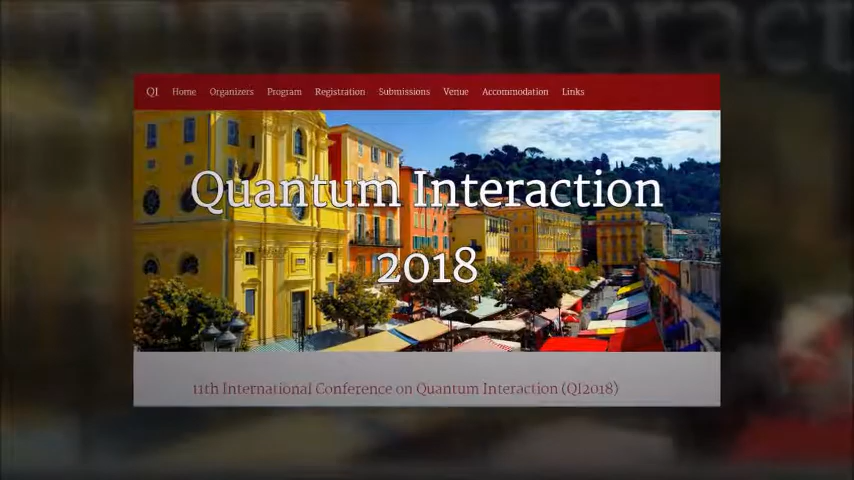 QI Home Organizers Program Registration Submissions Venue Accommodation Links
Quantum Interaction
2018
11th International Conference on Quantum Interaction (QI2018)